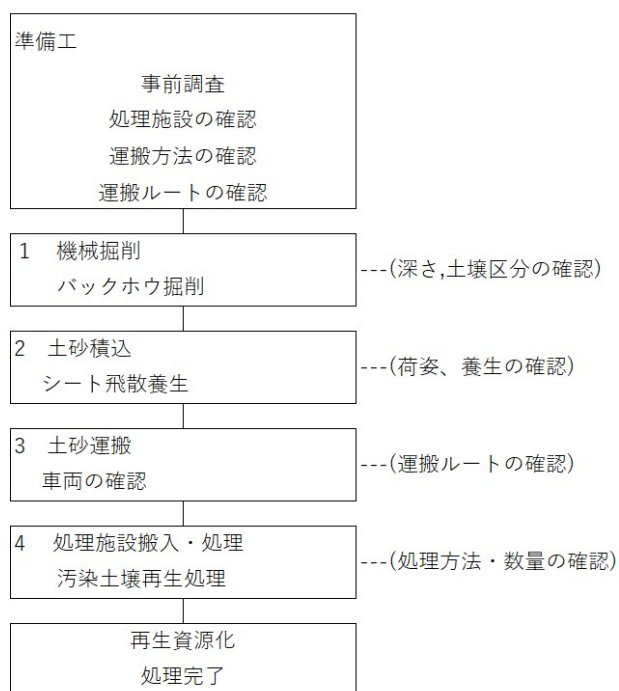 準備工
事前調査
処理施設の確認
運搬方法の確認
運搬ルートの確認
1 機械掘削
バックホウ掘削
---(深さ,土壌区分の確認)
2 土砂積込
シート飛散養生
---(荷姿、養生の確認)
3 土砂運搬
車両の確認
---(運搬ルートの確認)
4 処理施設搬入・処理
汚染土壌再生処理
---(処理方法・数量の確認)
再生資源化
処理完了